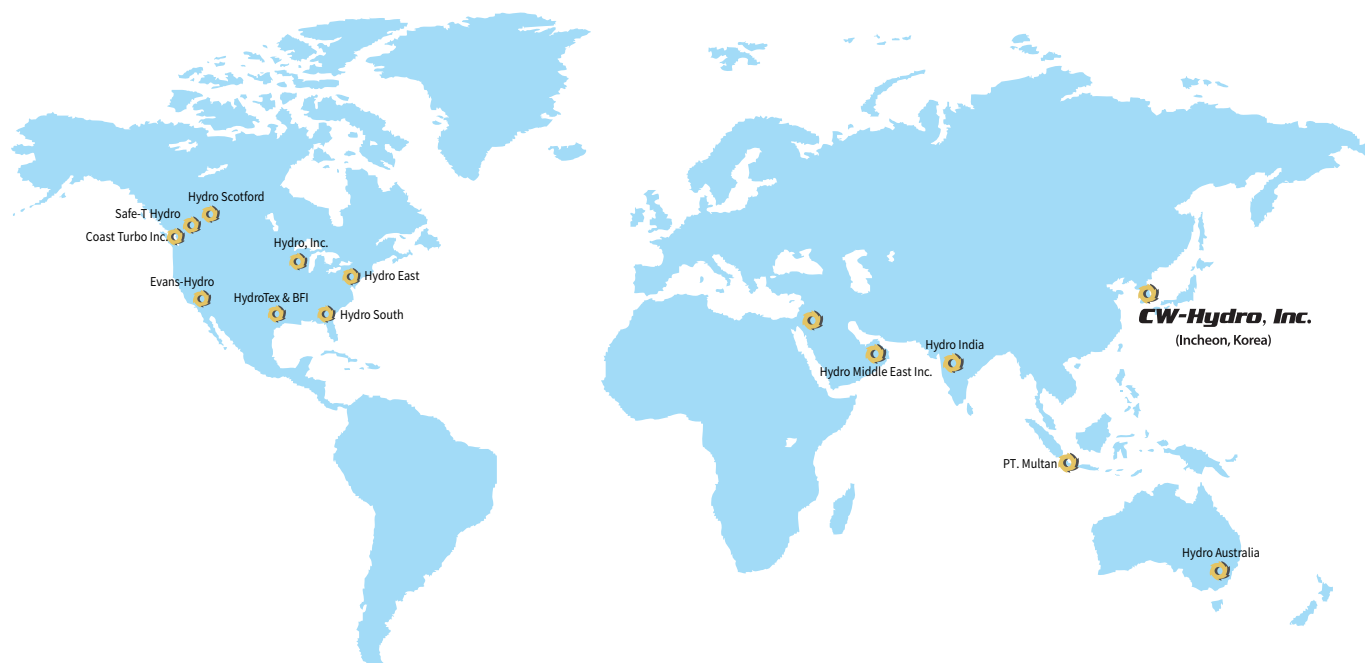 Hydro Scotford
Safe-T Hydro
Coast Turbo Inc.
Hydro, Inc.
Hydro East
Evans-Hydro
HydroTex & BFI
Hydro South
CW-Hydro, Inc.
(Incheon, Korea)
Hydro India
Hydro Middle East Inc.
PT. Multan
Hydro Australia